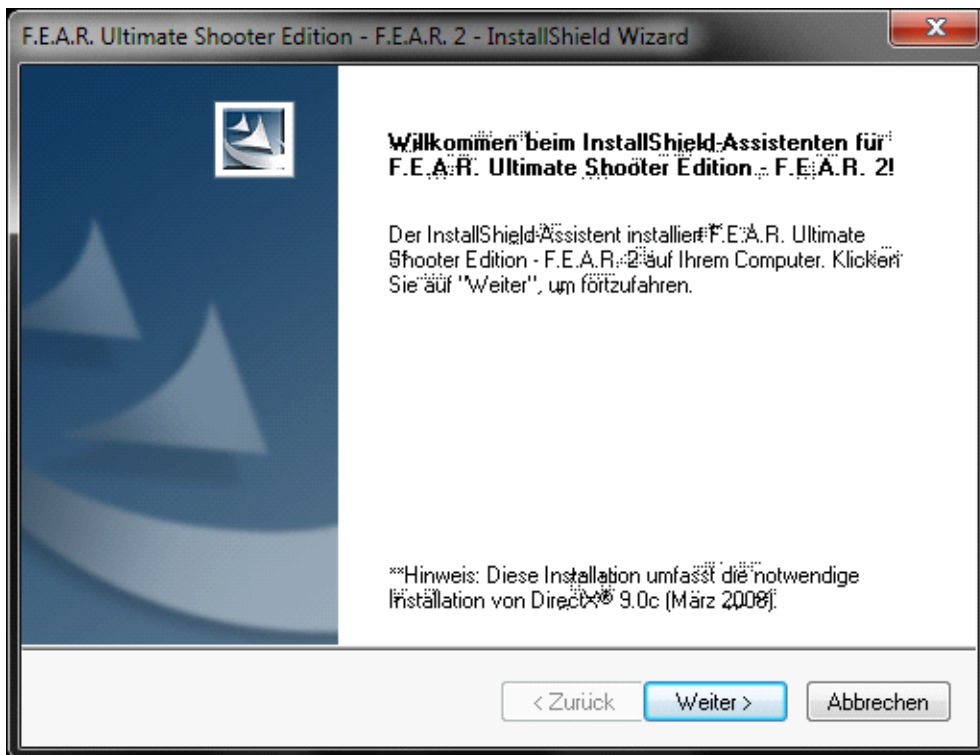 F.E.A.R. Ultimate Shooter Edition - F.E.A.R. 2 - InstallShield Wizard
Willkommen beim InstallShield-Assistenten für
F.E.A.R. Ultimate Shooter Edition - F.E.A.R. 2!
Der InstallShield-Assistent installiert F.E.A.R. Ultimate
Shooter Edition - F.E.A.R. 2 auf Ihrem Computer. Klicken
Sie auf "Weiter", um fortzufahren.
**Hinweis: Diese Installation umfasst die notwendige
Installation von DirectX® 9.0c (März 2008).
< Zurück
Weiter >
Abbrechen